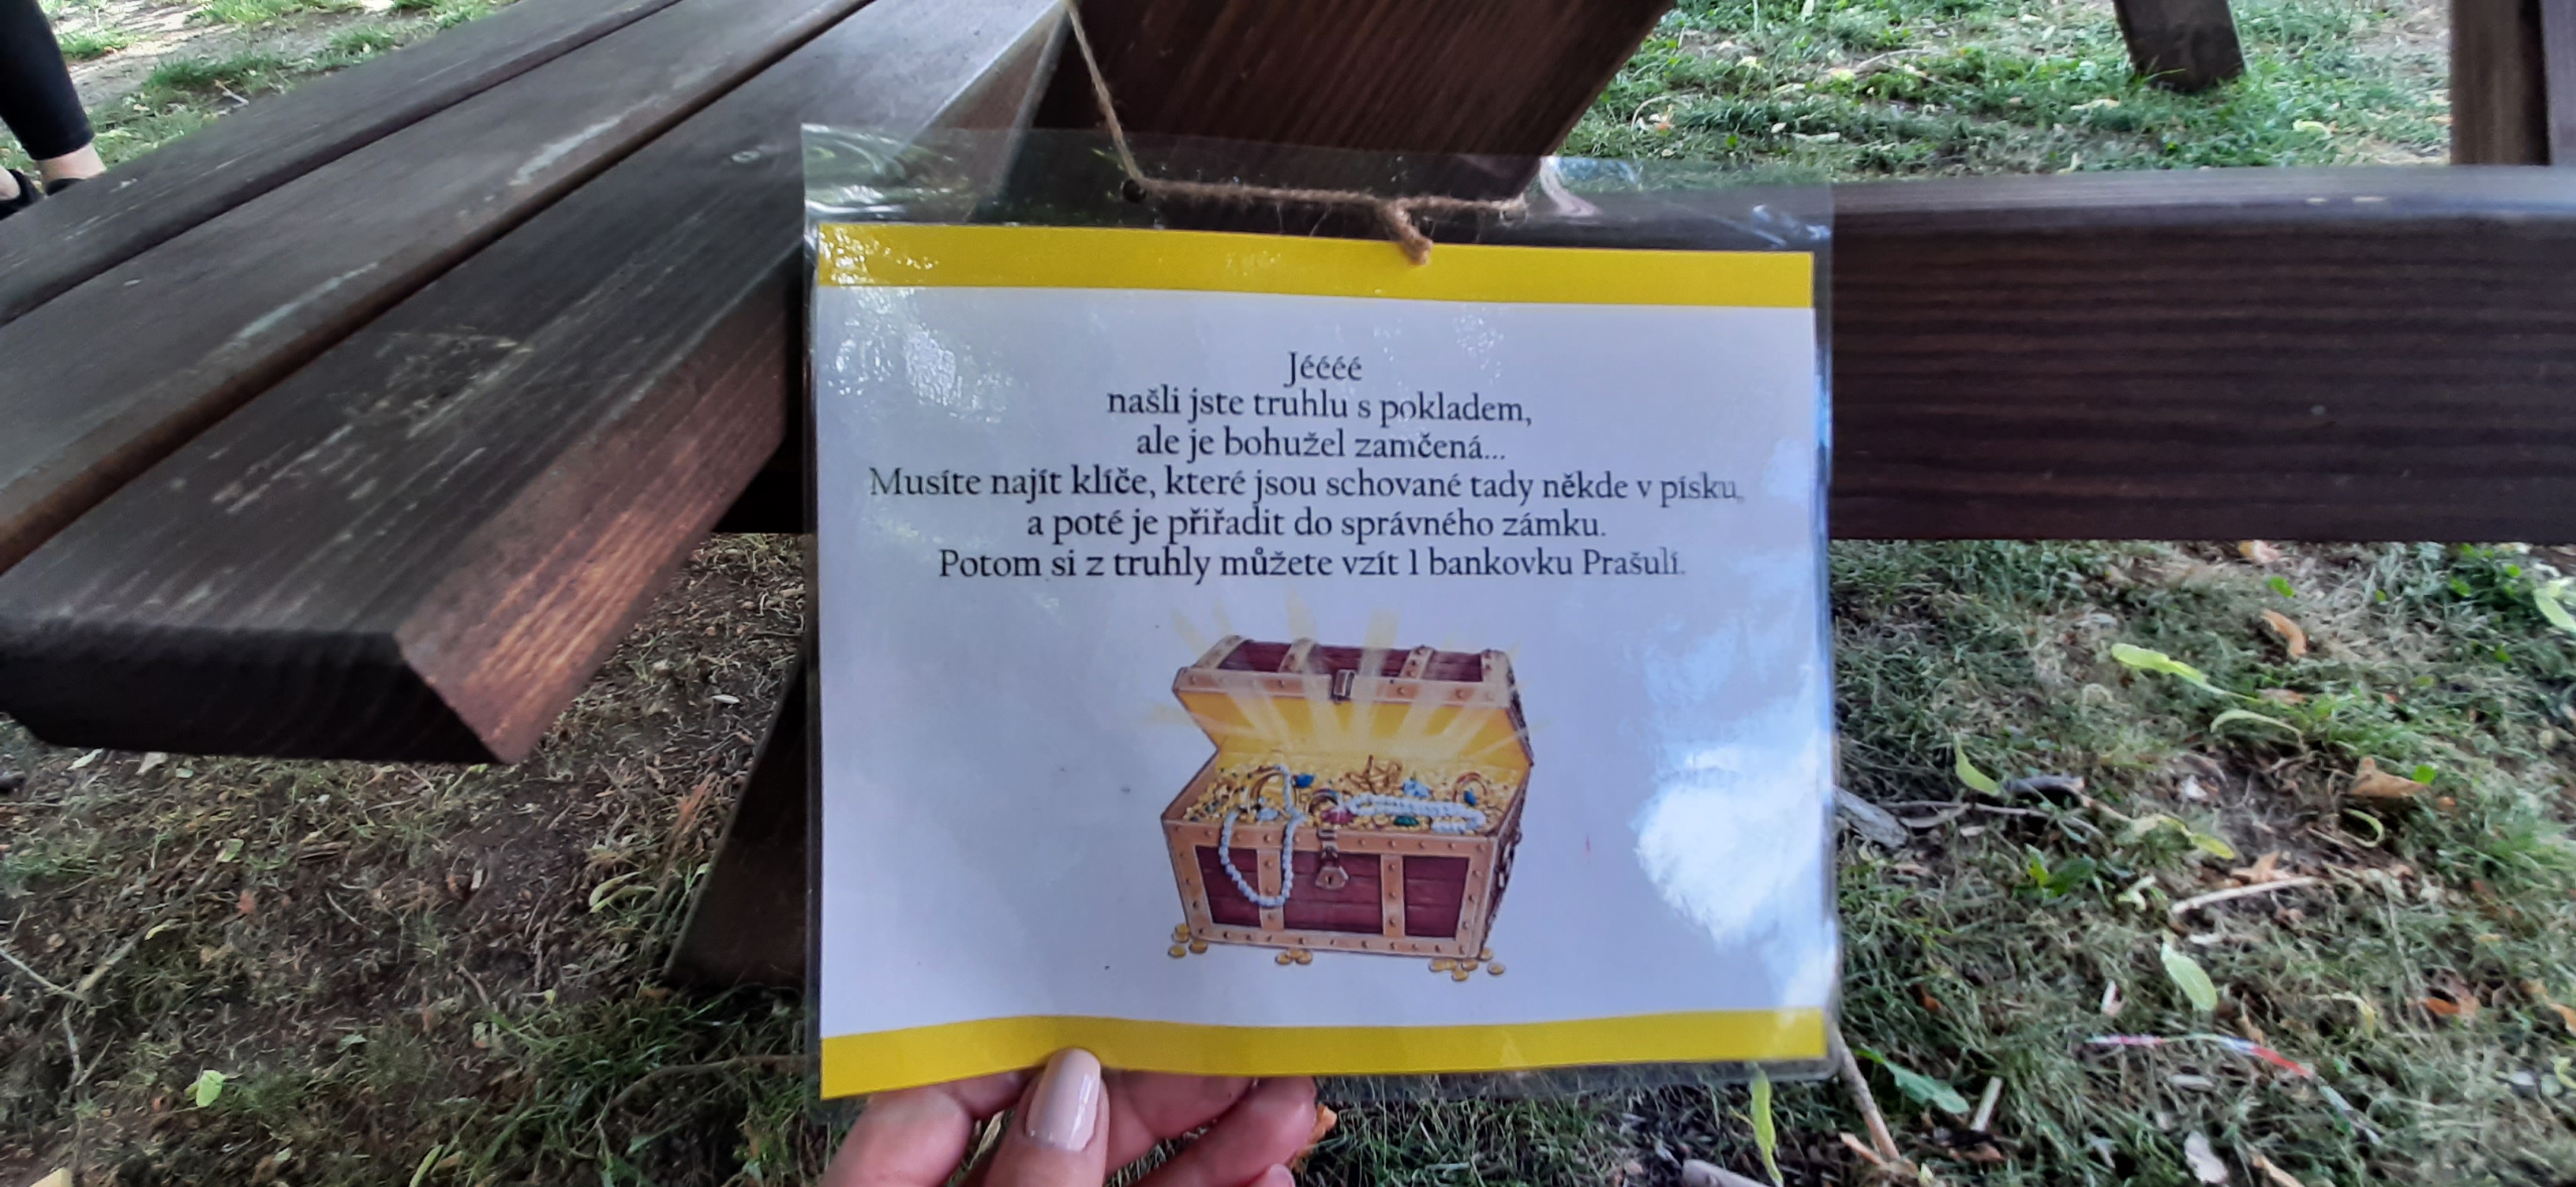 Jéééé
našli jste truhlu s pokladem,
ale je bohužel zamčená...
Musíte najít klíče, které jsou schované tady někde v písku,
a poté je přiřadit do správného zámku.
Potom si z truhly můžete vzít 1 bankovku Prašulí.